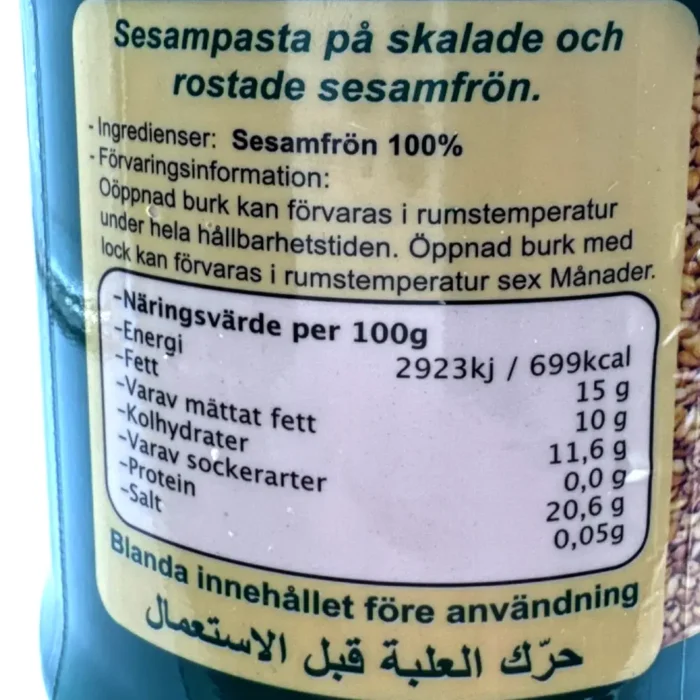 Sesampasta på skalade och
rostade sesamfrön.
- Ingredienser: Sesamfrön 100%
- Förvaringsinformation:
Oöppnad burk kan förvaras i rumstemperatur
under hela hållbarhetstiden. Öppnad burk med
lock kan förvaras i rumstemperatur sex Månader.
-Näringsvärde per 100g
-Energi 2923kj / 699kcal
-Fett 15 g
-Varav mättat fett 10 g
-Kolhydrater 11,6 g
-Varav sockerarter 0,0 g
-Protein 20,6 g
-Salt 0,05g
Blanda innehållet före användning
حرّك العلبة قبل الاستعمال